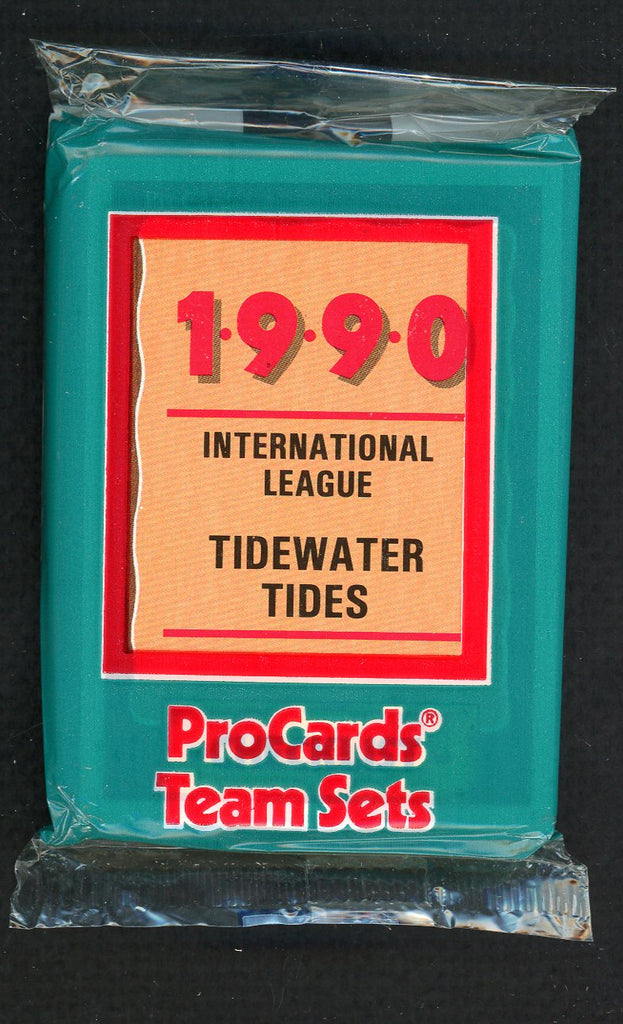 1·9·9·0
INTERNATIONAL
LEAGUE
TIDEWATER
TIDES
ProCards®
Team Sets